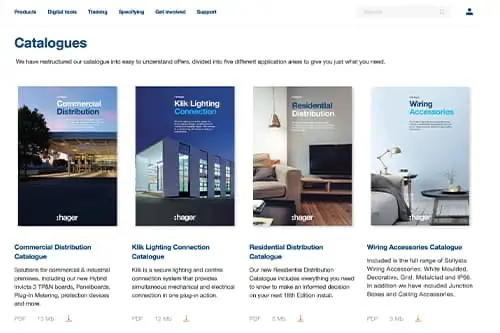 Products Digital tools Training Specifying Get involved Support
Search
Catalogues
We have restructured our catalogue into easy to understand offers, divided into five different application areas to give you just what you need.
Commercial
Distribution
:hager
Klik Lighting
Connection
:hager
Residential
Distribution
:hager
Wiring
Accessories
:hager
Commercial Distribution
Catalogue
Solutions for commercial & industrial
premises, including our new Hybrid
Invicta 3 TP&N boards, Panelboards,
Plug-in Metering, protection devices
and more.
PDF 13 Mb
Klik Lighting Connection
Catalogue
Klik is a secure lighting and control
connection system that provides
simultaneous mechanical and electrical
connection in one plug-in action.
PDF 12 Mb
Residential Distribution
Catalogue
Our new Residential Distribution
Catalogue includes everything you need
to know to make an informed decision
on your next 18th Edition install.
PDF Mb
Wiring Accessories Catalogue
Included is the full range of Sollysta
Wiring Accessories: White Moulded,
Decorative, Grid, Metalclad and IP66.
In addition we have included Junction
Boxes and Ceiling Accessories.
PDF Mb